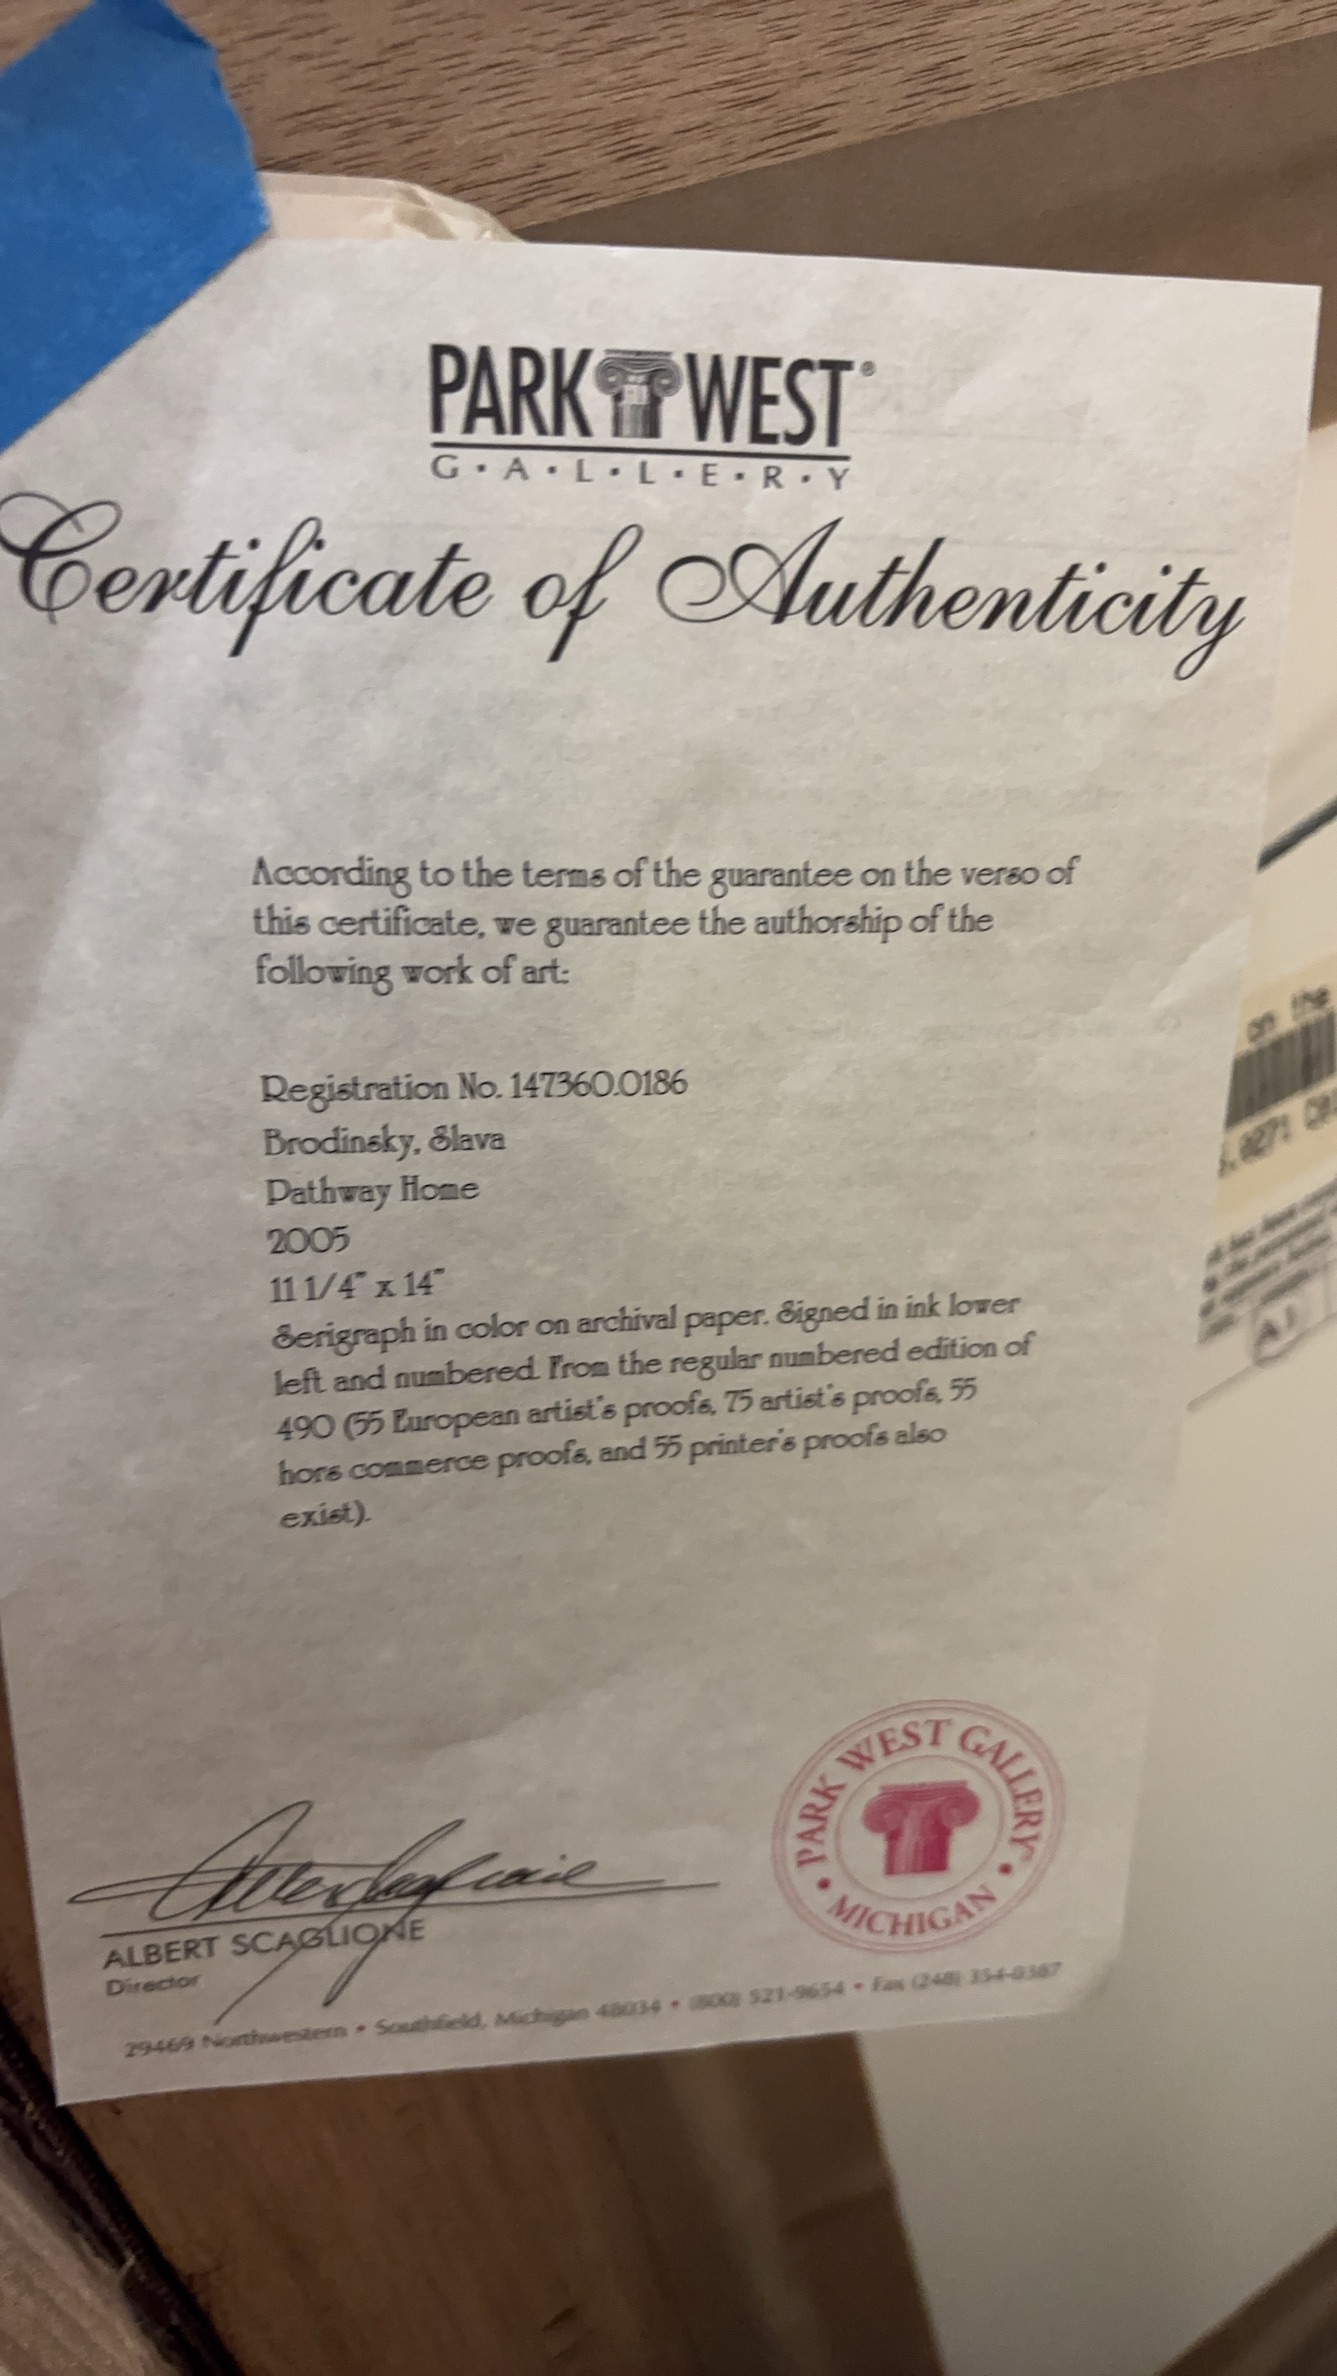 PARK WEST®
G·A·L·L·E·R·Y
Certificate of Authenticity
According to the terms of the guarantee on the verso of
this certificate, we guarantee the authorship of the
following work of art:
Registration No. 147360.0186
Brodinsky, Slava
Pathway Home
2005
11 1/4" x 14"
Serigraph in color on archival paper. Signed in ink lower
left and numbered. From the regular numbered edition of
490 (55 European artist's proofs, 75 artist's proofs, 55
hors commerce proofs, and 55 printer's proofs also
exist).
ALBERT SCAGLIONE
Director
PARK WEST GALLERY
• MICHIGAN •
29469 Northwestern • Southfield, Michigan 48034 • (800) 521-9654 • Fax (248) 354-0387
on the